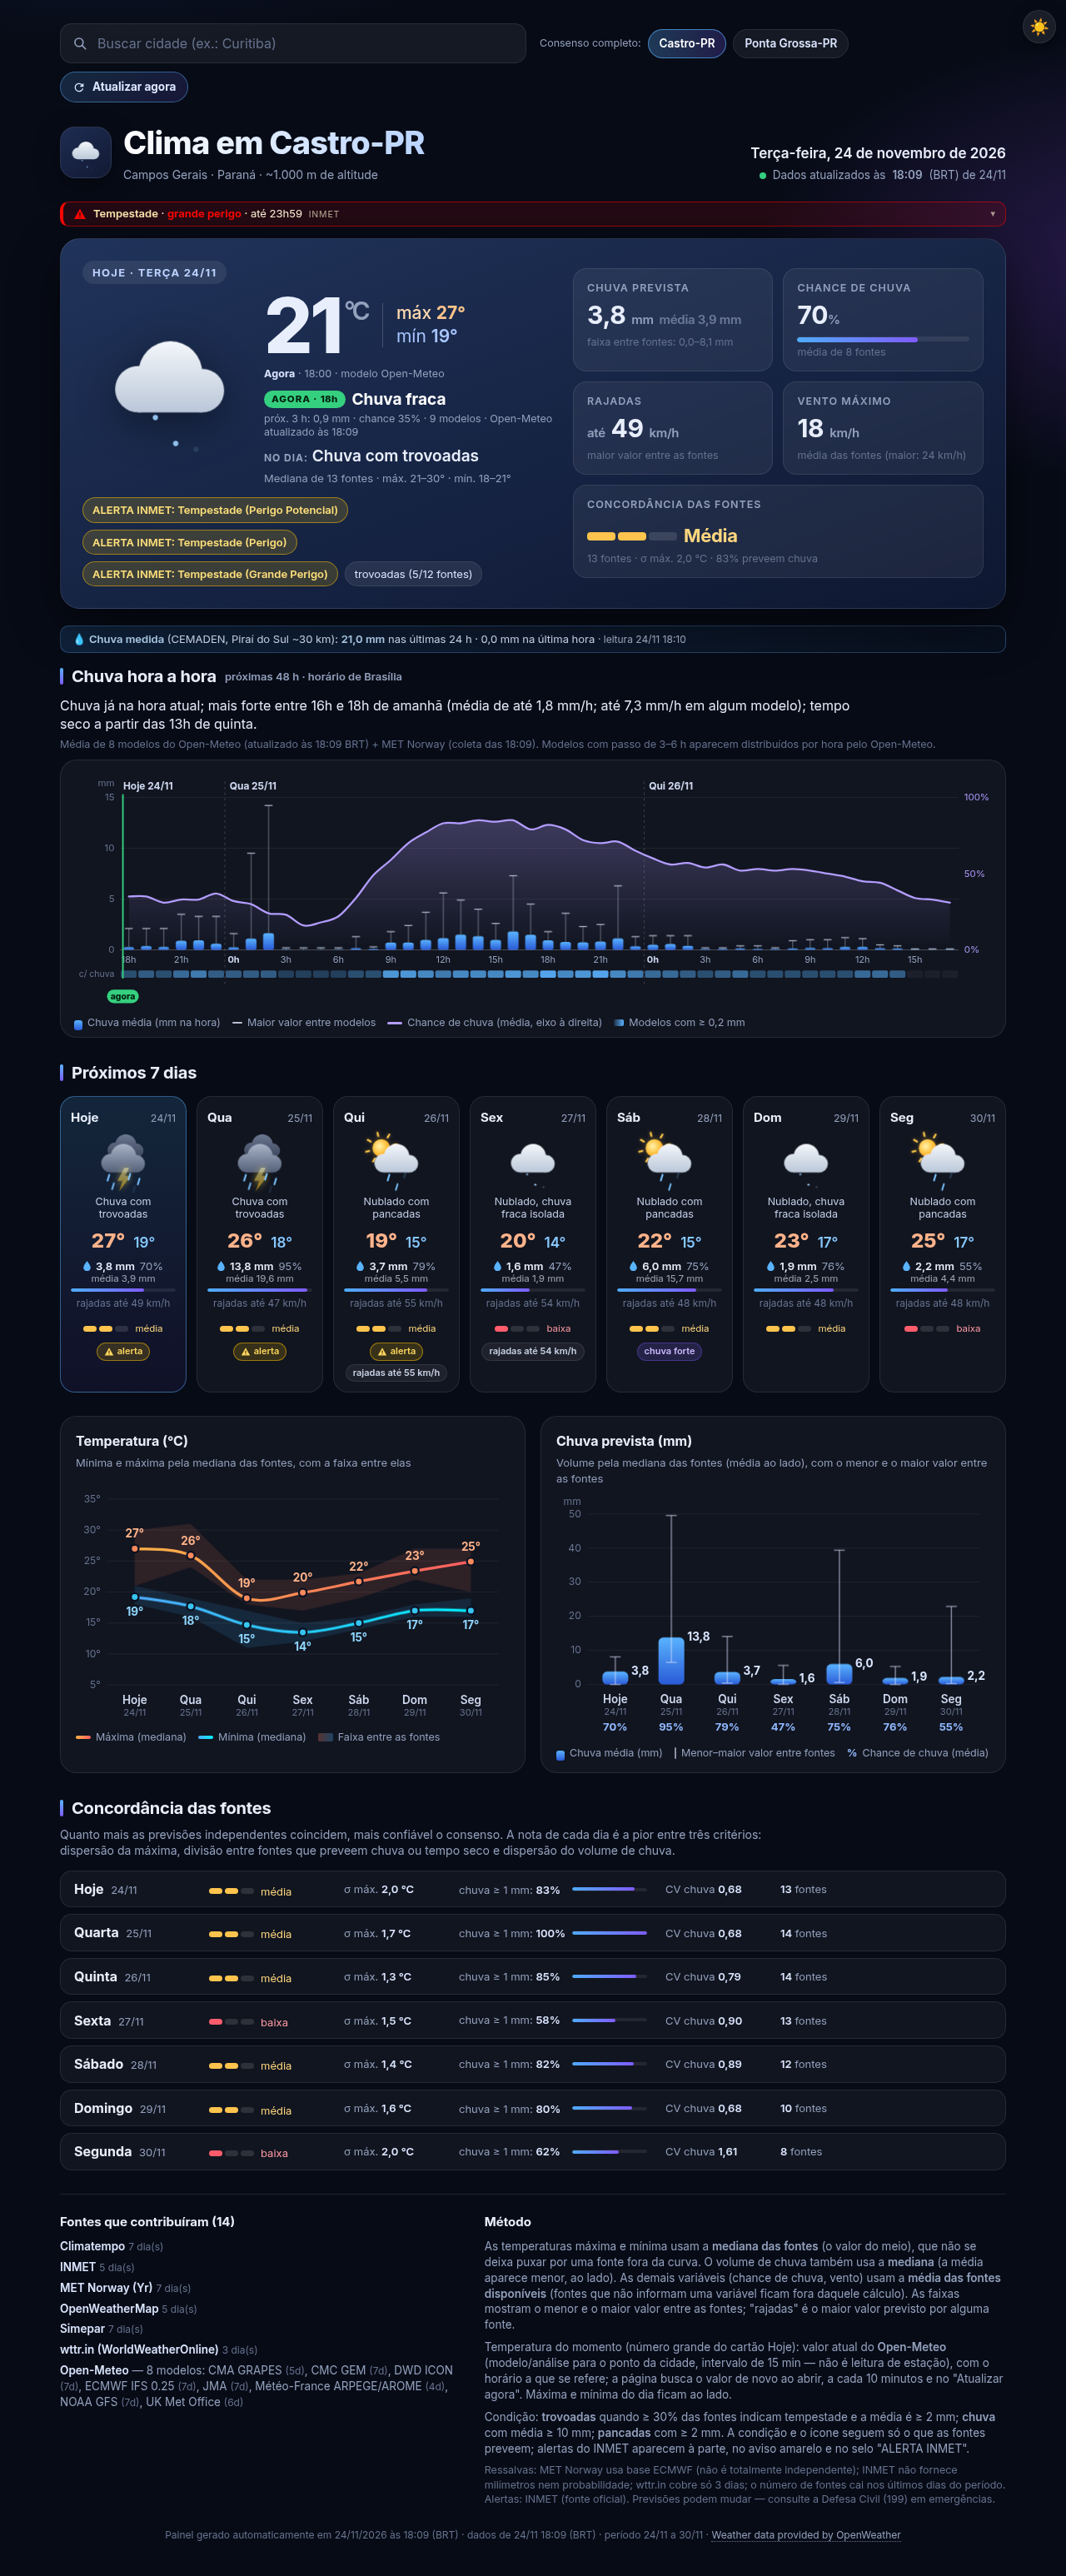 Buscar cidade (ex.: Curitiba)
Consenso completo: Castro-PR Ponta Grossa-PR
Atualizar agora
Clima em Castro-PR
Campos Gerais · Paraná · ~1.000 m de altitude
Terça-feira, 24 de novembro de 2026
Dados atualizados às 18:09 (BRT) de 24/11
Tempestade · grande perigo · até 23h59 INMET
HOJE · TERÇA 24/11
21°C
máx 27°
mín 19°
Agora · 18:00 · modelo Open-Meteo
AGORA · 18h Chuva fraca
próx. 3 h: 0,9 mm · chance 35% · 9 modelos · Open-Meteo
atualizado às 18:09
NO DIA: Chuva com trovoadas
Mediana de 13 fontes · máx. 21–30° · mín. 18–21°
ALERTA INMET: Tempestade (Perigo Potencial)
ALERTA INMET: Tempestade (Perigo)
ALERTA INMET: Tempestade (Grande Perigo) trovoadas (5/12 fontes)
CHUVA PREVISTA
3,8 mm média 3,9 mm
faixa entre fontes: 0,0–8,1 mm
CHANCE DE CHUVA
70%
média de 8 fontes
RAJADAS
até 49 km/h
maior valor entre as fontes
VENTO MÁXIMO
18 km/h
média das fontes (maior: 24 km/h)
CONCORDÂNCIA DAS FONTES
Média
13 fontes · σ máx. 2,0 °C · 83% preveem chuva
Chuva medida (CEMADEN, Piraí do Sul ~30 km): 21,0 mm nas últimas 24 h · 0,0 mm na última hora · leitura 24/11 18:10
Chuva hora a hora próximas 48 h · horário de Brasília
Chuva já na hora atual; mais forte entre 16h e 18h de amanhã (média de até 1,8 mm/h; até 7,3 mm/h em algum modelo); tempo
seco a partir das 13h de quinta.
Média de 8 modelos do Open-Meteo (atualizado às 18:09 BRT) + MET Norway (coleta das 18:09). Modelos com passo de 3–6 h aparecem distribuídos por hora pelo Open-Meteo.
mm Hoje 24/11 Qua 25/11 Qui 26/11
15 100%
10
50%
5
0 0%
18h 21h 0h 3h 6h 9h 12h 15h 18h 21h 0h 3h 6h 9h 12h 15h
c/ chuva
agora
Chuva média (mm na hora) Maior valor entre modelos Chance de chuva (média, eixo à direita) Modelos com ≥ 0,2 mm
Próximos 7 dias
Hoje 24/11
Chuva com
trovoadas
27° 19°
3,8 mm 70%
média 3,9 mm
rajadas até 49 km/h
média
alerta
Qua 25/11
Chuva com
trovoadas
26° 18°
13,8 mm 95%
média 19,6 mm
rajadas até 47 km/h
média
alerta
Qui 26/11
Nublado com
pancadas
19° 15°
3,7 mm 79%
média 5,5 mm
rajadas até 55 km/h
média
alerta
rajadas até 55 km/h
Sex 27/11
Nublado, chuva
fraca isolada
20° 14°
1,6 mm 47%
média 1,9 mm
rajadas até 54 km/h
baixa
rajadas até 54 km/h
Sáb 28/11
Nublado com
pancadas
22° 15°
6,0 mm 75%
média 15,7 mm
rajadas até 48 km/h
média
chuva forte
Dom 29/11
Nublado, chuva
fraca isolada
23° 17°
1,9 mm 76%
média 2,5 mm
rajadas até 48 km/h
média
Seg 30/11
Nublado com
pancadas
25° 17°
2,2 mm 55%
média 4,4 mm
rajadas até 48 km/h
baixa
Temperatura (°C)
Mínima e máxima pela mediana das fontes, com a faixa entre elas
35°
30°
25°
20°
15°
10°
5°
27° 26° 19° 20° 22° 23° 25°
19° 18° 15° 14° 15° 17° 17°
Hoje Qua Qui Sex Sáb Dom Seg
24/11 25/11 26/11 27/11 28/11 29/11 30/11
Máxima (mediana) Mínima (mediana) Faixa entre as fontes
Chuva prevista (mm)
Volume pela mediana das fontes (média ao lado), com o menor e o maior valor entre
as fontes
mm
50
40
30
20
10
0
3,8 13,8 3,7 1,6 6,0 1,9 2,2
Hoje Qua Qui Sex Sáb Dom Seg
24/11 25/11 26/11 27/11 28/11 29/11 30/11
70% 95% 79% 47% 75% 76% 55%
Chuva média (mm) Menor–maior valor entre fontes % Chance de chuva (média)
Concordância das fontes
Quanto mais as previsões independentes coincidem, mais confiável o consenso. A nota de cada dia é a pior entre três critérios:
dispersão da máxima, divisão entre fontes que preveem chuva ou tempo seco e dispersão do volume de chuva.
Hoje 24/11 média σ máx. 2,0 °C chuva ≥ 1 mm: 83% CV chuva 0,68 13 fontes
Quarta 25/11 média σ máx. 1,7 °C chuva ≥ 1 mm: 100% CV chuva 0,68 14 fontes
Quinta 26/11 média σ máx. 1,3 °C chuva ≥ 1 mm: 85% CV chuva 0,79 14 fontes
Sexta 27/11 baixa σ máx. 1,5 °C chuva ≥ 1 mm: 58% CV chuva 0,90 13 fontes
Sábado 28/11 média σ máx. 1,4 °C chuva ≥ 1 mm: 82% CV chuva 0,89 12 fontes
Domingo 29/11 média σ máx. 1,6 °C chuva ≥ 1 mm: 80% CV chuva 0,68 10 fontes
Segunda 30/11 baixa σ máx. 2,0 °C chuva ≥ 1 mm: 62% CV chuva 1,61 8 fontes
Fontes que contribuíram (14)
Climatempo 7 dia(s)
INMET 5 dia(s)
MET Norway (Yr) 7 dia(s)
OpenWeatherMap 5 dia(s)
Simepar 7 dia(s)
wttr.in (WorldWeatherOnline) 3 dia(s)
Open-Meteo — 8 modelos: CMA GRAPES (5d), CMC GEM (7d), DWD ICON
(7d), ECMWF IFS 0.25 (7d), JMA (7d), Météo-France ARPEGE/AROME (4d),
NOAA GFS (7d), UK Met Office (6d)
Método
As temperaturas máxima e mínima usam a mediana das fontes (o valor do meio), que não se
deixa puxar por uma fonte fora da curva. O volume de chuva também usa a mediana (a média
aparece menor, ao lado). As demais variáveis (chance de chuva, vento) usam a média das fontes
disponíveis (fontes que não informam uma variável ficam fora daquele cálculo). As faixas
mostram o menor e o maior valor entre as fontes; "rajadas" é o maior valor previsto por alguma
fonte.
Temperatura do momento (número grande do cartão Hoje): valor atual do Open-Meteo
(modelo/análise para o ponto da cidade, intervalo de 15 min — não é leitura de estação), com o
horário a que se refere; a página busca o valor de novo ao abrir, a cada 10 minutos e no "Atualizar
agora". Máxima e mínima do dia ficam ao lado.
Condição: trovoadas quando ≥ 30% das fontes indicam tempestade e a média é ≥ 2 mm; chuva
com média ≥ 10 mm; pancadas com ≥ 2 mm. A condição e o ícone seguem só o que as fontes
preveem; alertas do INMET aparecem à parte, no aviso amarelo e no selo "ALERTA INMET".
Ressalvas: MET Norway usa base ECMWF (não é totalmente independente); INMET não fornece
milímetros nem probabilidade; wttr.in cobre só 3 dias; o número de fontes cai nos últimos dias do período.
Alertas: INMET (fonte oficial). Previsões podem mudar — consulte a Defesa Civil (199) em emergências.
Painel gerado automaticamente em 24/11/2026 às 18:09 (BRT) · dados de 24/11 18:09 (BRT) · período 24/11 a 30/11 · Weather data provided by OpenWeather